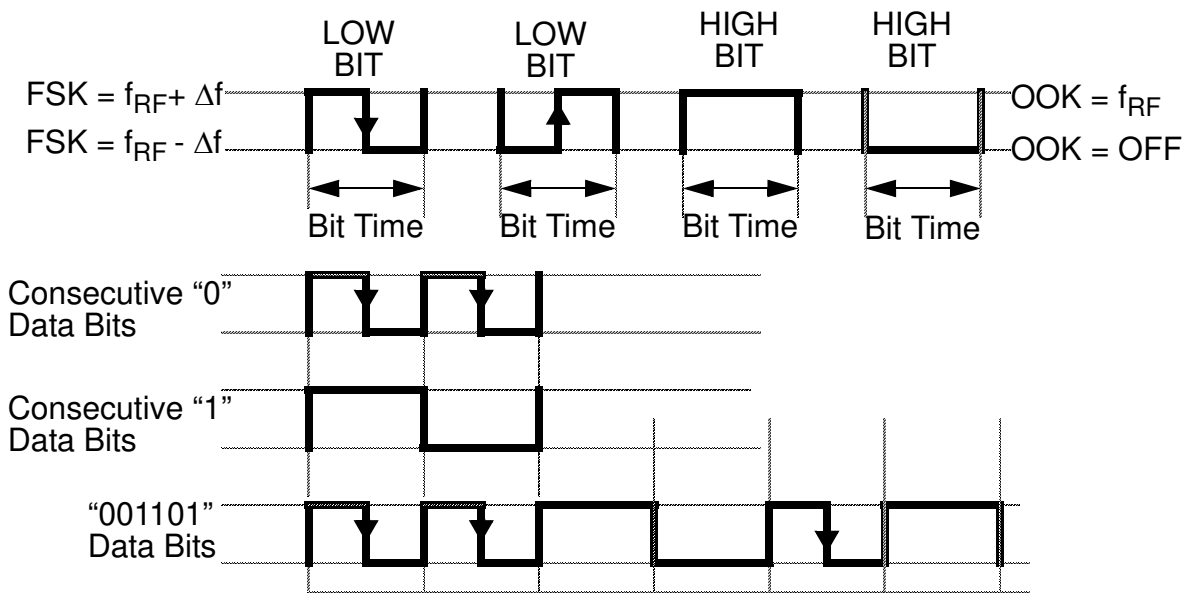 LOW
BIT
LOW
BIT
HIGH
BIT
HIGH
BIT
FSK = fRF+ Δf
OOK = fRF
FSK = fRF - Δf
OOK = OFF
Bit Time
Bit Time
Bit Time
Bit Time
Consecutive “0”
Data Bits
Consecutive “1”
Data Bits
“001101”
Data Bits